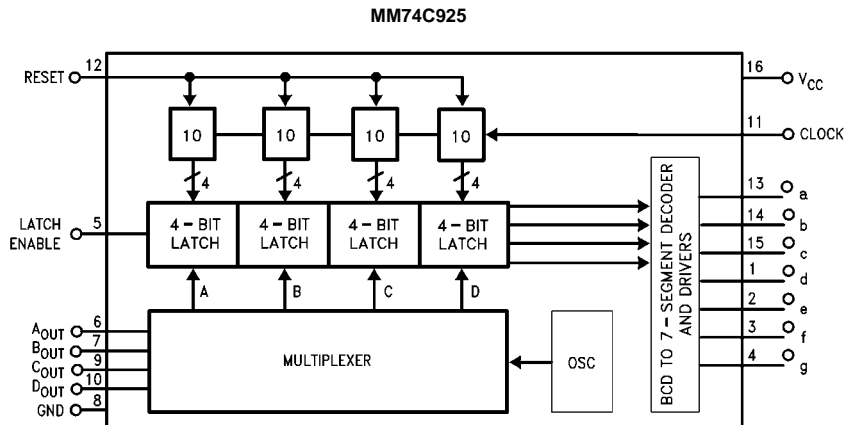 MM74C925
RESET 12
16 VCC
10 10 10 10
11 CLOCK
4 4 4 4
LATCH ENABLE 5
4-BIT LATCH
4-BIT LATCH
4-BIT LATCH
4-BIT LATCH
BCD TO 7-SEGMENT DECODER
AND DRIVERS
13 a
14 b
15 c
1 d
2 e
3 f
4 g
A B C D
AOUT 6
BOUT 7
COUT 9
DOUT 10
GND 8
MULTIPLEXER
OSC